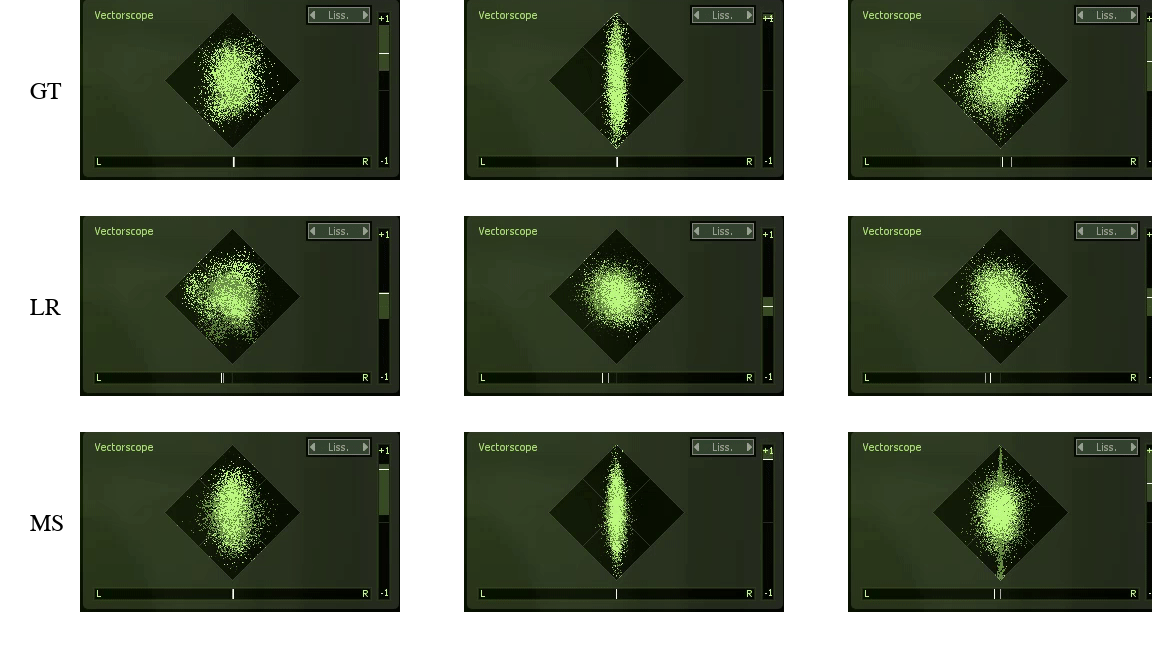 Vectorscope Liss. +1
Vectorscope Liss. +1
Vectorscope Liss. +
GT
L R -1
L R -1
L R -
Vectorscope Liss. +1
Vectorscope Liss. +1
Vectorscope Liss. +
LR
L R -1
L R -1
L R -
Vectorscope Liss. +1
Vectorscope Liss. +1
Vectorscope Liss. +
MS
L R -1
L R -1
L R -